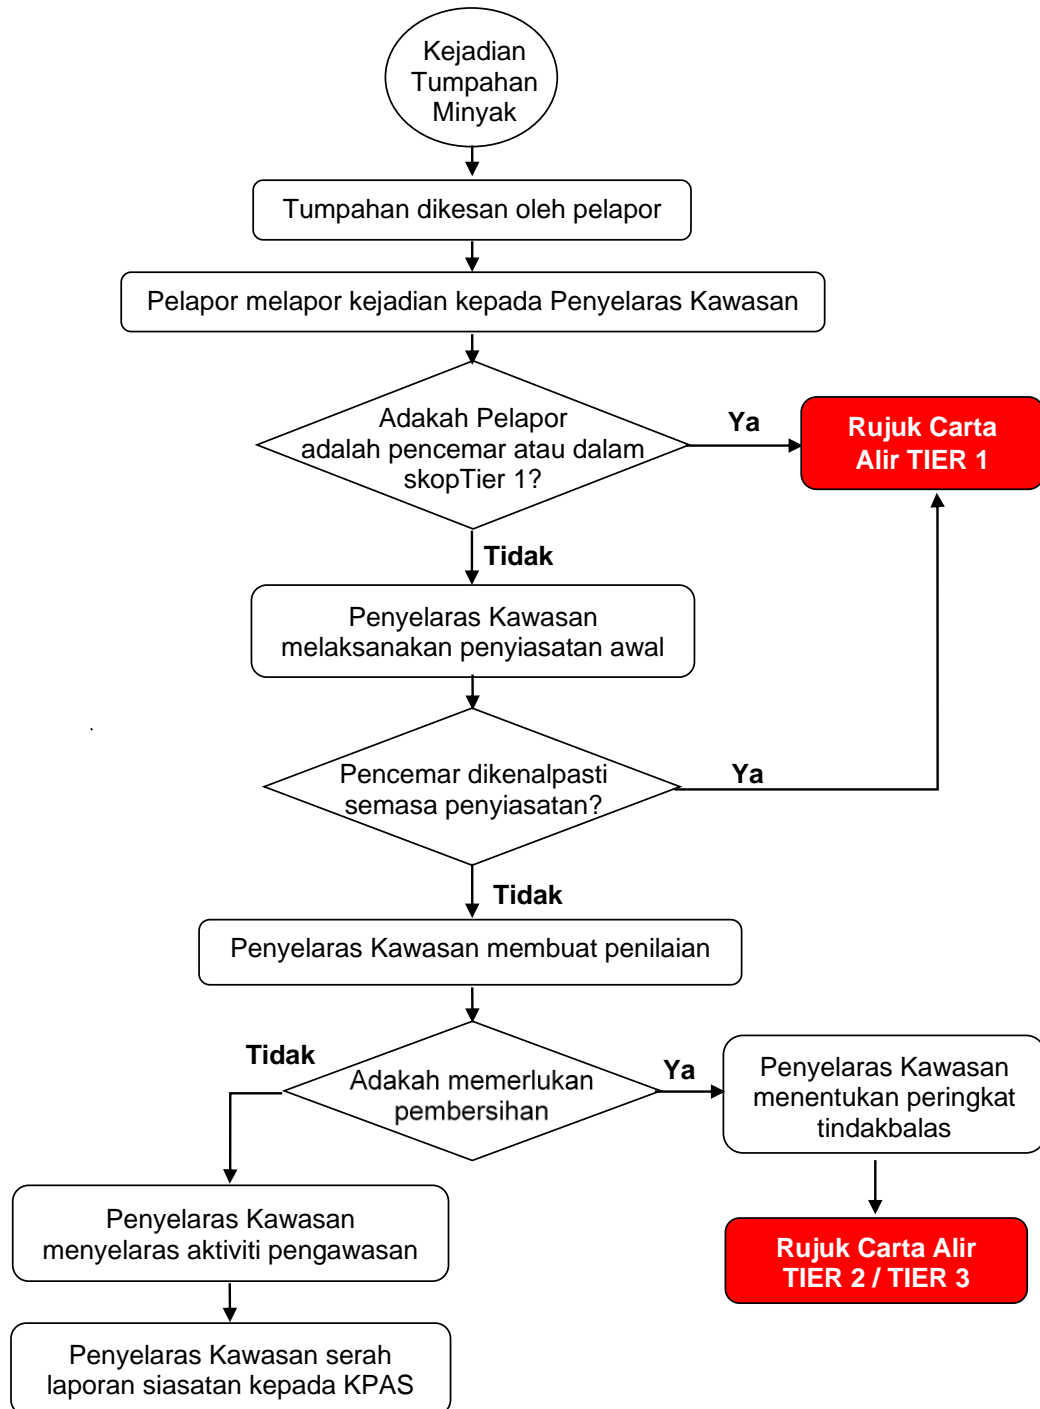 Kejadian
Tumpahan
Minyak
Tumpahan dikesan oleh pelapor
Pelapor melapor kejadian kepada Penyelaras Kawasan
Adakah Pelapor
adalah pencemar atau dalam
skopTier 1?
Ya
Rujuk Carta
Alir TIER 1
Tidak
Penyelaras Kawasan
melaksanakan penyiasatan awal
Pencemar dikenalpasti
semasa penyiasatan?
Ya
Tidak
Penyelaras Kawasan membuat penilaian
Tidak
Adakah memerlukan
pembersihan
Ya
Penyelaras Kawasan
menentukan peringkat
tindakbalas
Penyelaras Kawasan
menyelaras aktiviti pengawasan
Rujuk Carta Alir
TIER 2 / TIER 3
Penyelaras Kawasan serah
laporan siasatan kepada KPAS